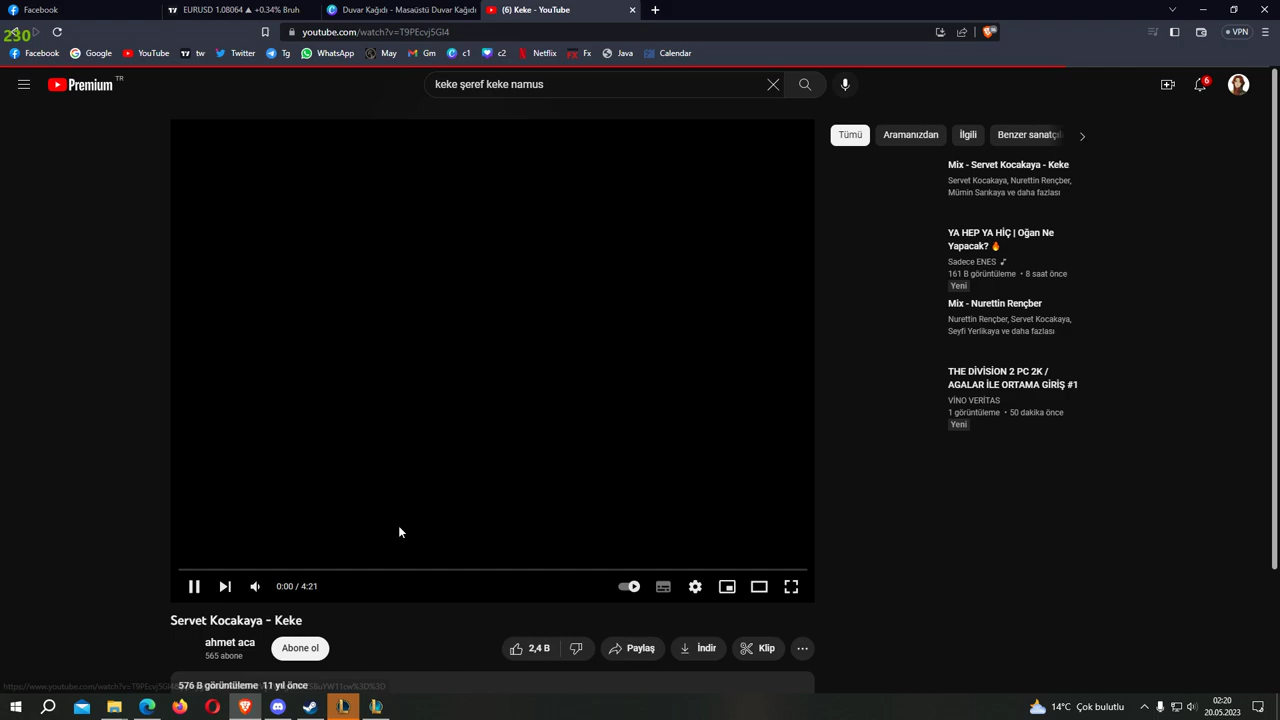 Facebook
EURUSD 1.08064 ▲ +0.34% Bruh
Duvar Kağıdı - Masaüstü Duvar Kağıdı
(6) Keke - YouTube
230
youtube.com/watch?v=T9PEcvj5Gl4
VPN
Facebook
Google
YouTube
tw
Twitter
Tg
WhatsApp
May
Gm
c1
c2
Netflix
Fx
Java
Calendar
Premium TR
keke şeref keke namus
6
Tümü
Aramanızdan
İlgili
Benzer sanatçıl
Mix - Servet Kocakaya - Keke
Servet Kocakaya, Nurettin Rençber,
Mümin Sarıkaya ve daha fazlası
YA HEP YA HİÇ | Oğan Ne
Yapacak? 🔥
Sadece ENES
161 B görüntüleme • 8 saat önce
Yeni
Mix - Nurettin Rençber
Nurettin Rençber, Servet Kocakaya,
Seyfi Yerlikaya ve daha fazlası
THE DİVİSİON 2 PC 2K /
AGALAR İLE ORTAMA GİRİŞ #1
VİNO VERİTAS
1 görüntüleme • 50 dakika önce
Yeni
0:00 / 4:21
Servet Kocakaya - Keke
ahmet aca
565 abone
Abone ol
2,4 B
Paylaş
İndir
Klip
576 B görüntüleme 11 yıl önce
14°C Çok bulutlu
02:20
20.05.2023